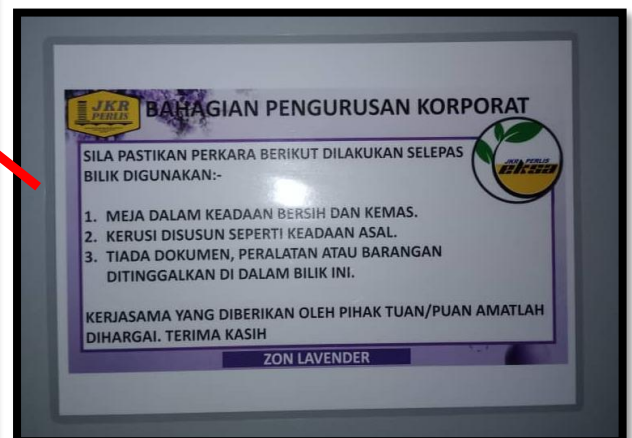 JKR
PERLIS
BAHAGIAN PENGURUSAN KORPORAT
JKR PERLIS
eksa
SILA PASTIKAN PERKARA BERIKUT DILAKUKAN SELEPAS
BILIK DIGUNAKAN:-
1. MEJA DALAM KEADAAN BERSIH DAN KEMAS.
2. KERUSI DISUSUN SEPERTI KEADAAN ASAL.
3. TIADA DOKUMEN, PERALATAN ATAU BARANGAN
DITINGGALKAN DI DALAM BILIK INI.
KERJASAMA YANG DIBERIKAN OLEH PIHAK TUAN/PUAN AMATLAH
DIHARGAI. TERIMA KASIH
ZON LAVENDER